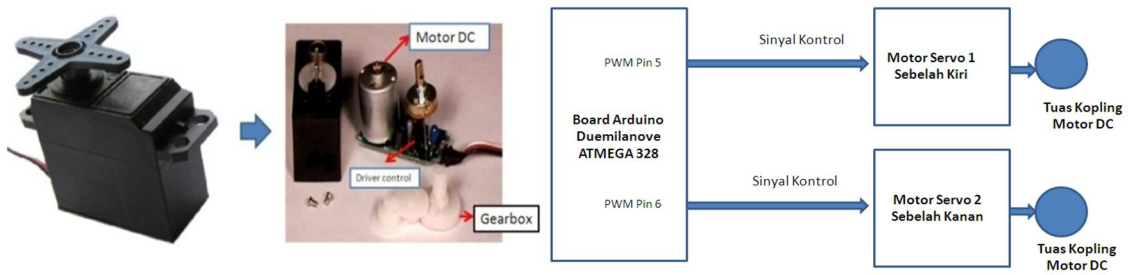 Motor DC
Driver control
Gearbox
PWM Pin 5
Board Arduino
Duemilanove
ATMEGA 328
PWM Pin 6
Sinyal Kontrol
Motor Servo 1
Sebelah Kiri
Tuas Kopling
Motor DC
Sinyal Kontrol
Motor Servo 2
Sebelah Kanan
Tuas Kopling
Motor DC